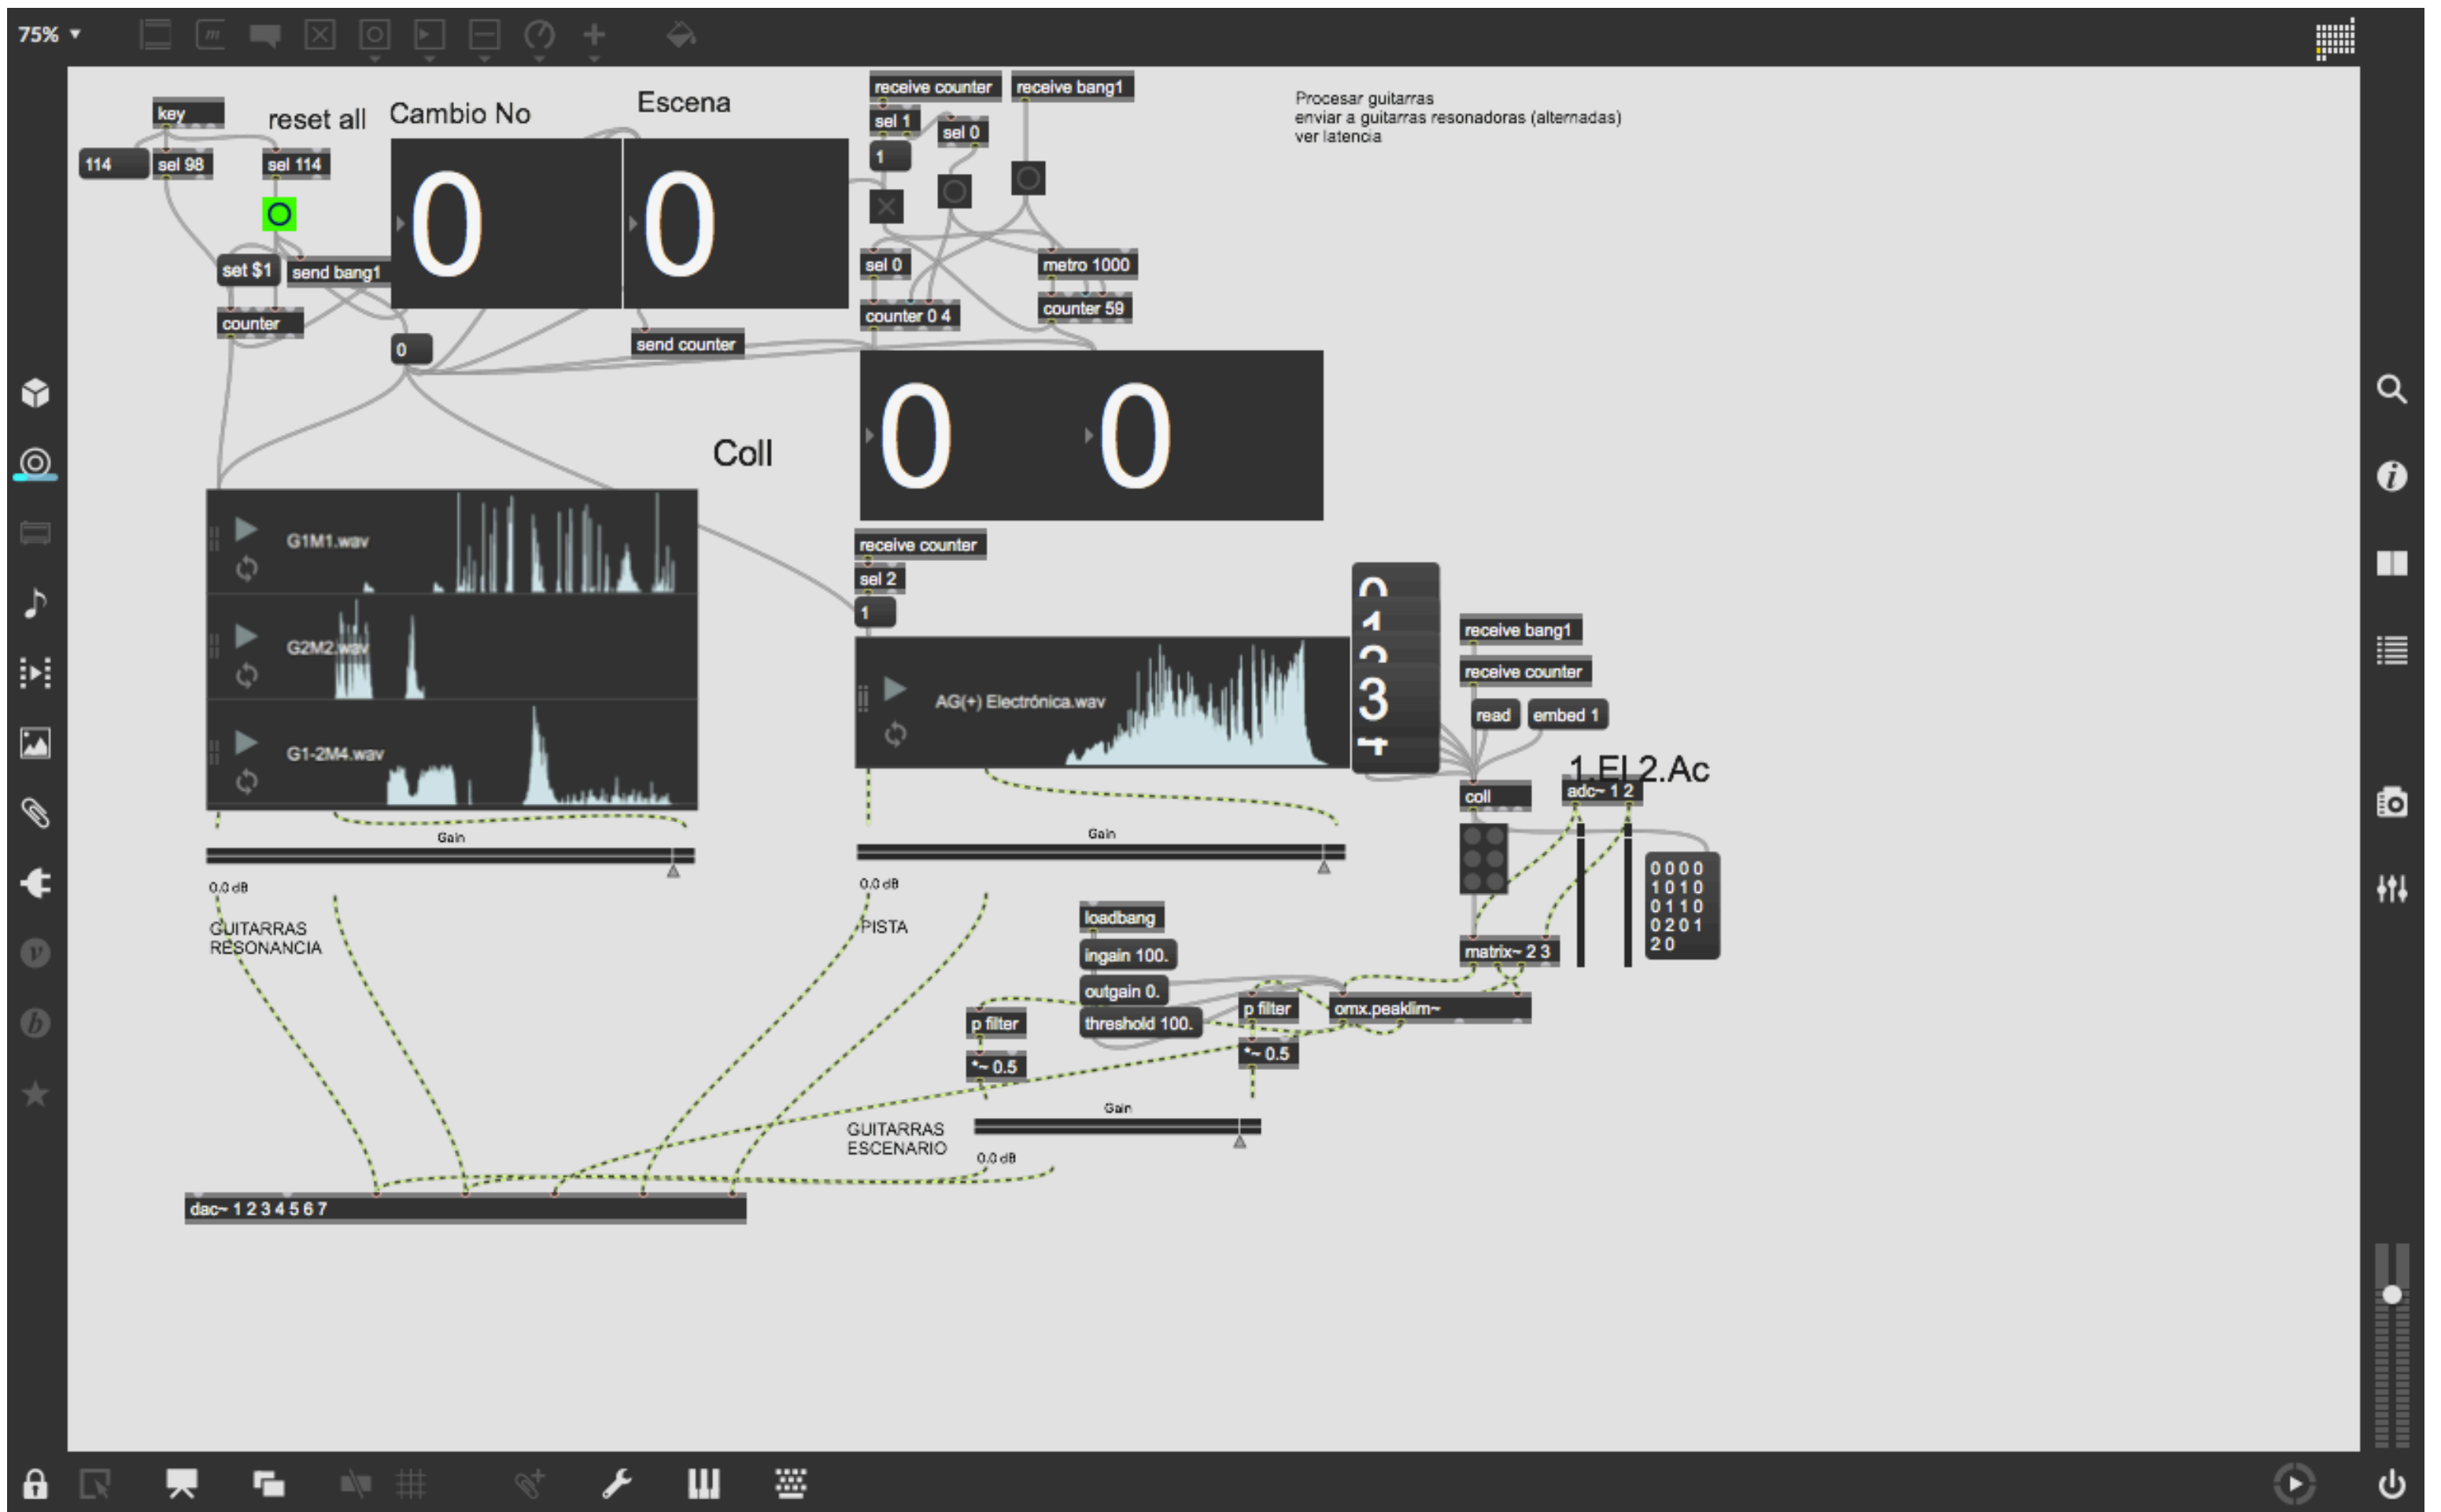 75%
key
reset all
Cambio No
Escena
receive counter
receive bang1
Procesar guitarras
enviar a guitarras resonadoras (alternadas)
ver latencia
sel 1
sel 0
114
sel 98
sel 114
1
0
0
set $1
send bang1
sel 0
metro 1000
counter
counter 0 4
counter 59
0
send counter
0
0
Coll
G1M1.wav
G2M2.wav
G1-2M4.wav
receive counter
sel 2
1
AG(+) Electrónica.wav
3
receive bang1
receive counter
read
embed 1
1.El 2.Ac
coll
adc~ 1 2
Gain
0.0 dB
GUITARRAS
RESONANCIA
Gain
0.0 dB
PISTA
0 0 0 0
1 0 1 0
0 1 1 0
0 2 0 1
2 0
loadbang
ingain 100.
outgain 0.
threshold 100.
matrix~ 2 3
p filter
*~ 0.5
p filter
*~ 0.5
omx.peaklim~
Gain
GUITARRAS
ESCENARIO
0.0 dB
dac~ 1 2 3 4 5 6 7